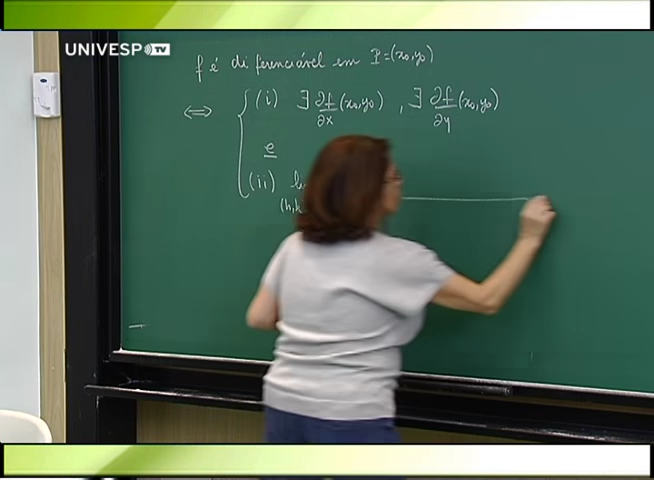 UNIVESP TV
f é diferenciável em P=(x₀,y₀)
⟺ { (i) ∃ ∂f/∂x (x₀,y₀) , ∃ ∂f/∂y (x₀,y₀)
e
(ii)
(h,k